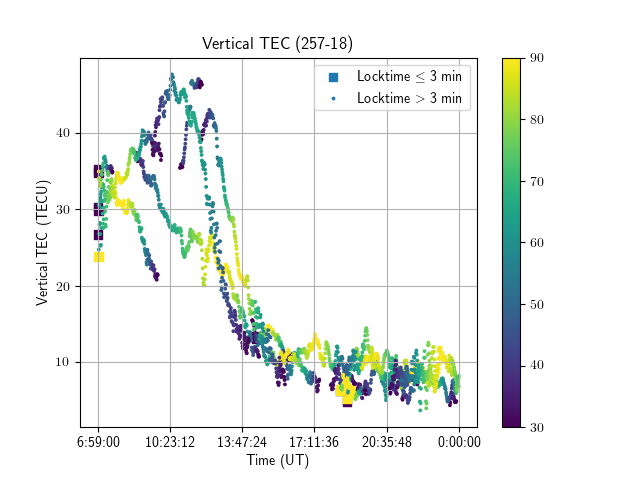 Vertical TEC (257-18)
Locktime ≤ 3 min
Locktime > 3 min
Vertical TEC (TECU)
40
30
20
10
6:59:00 10:23:12 13:47:24 17:11:36 20:35:48 0:00:00
Time (UT)
90
80
70
60
50
40
30